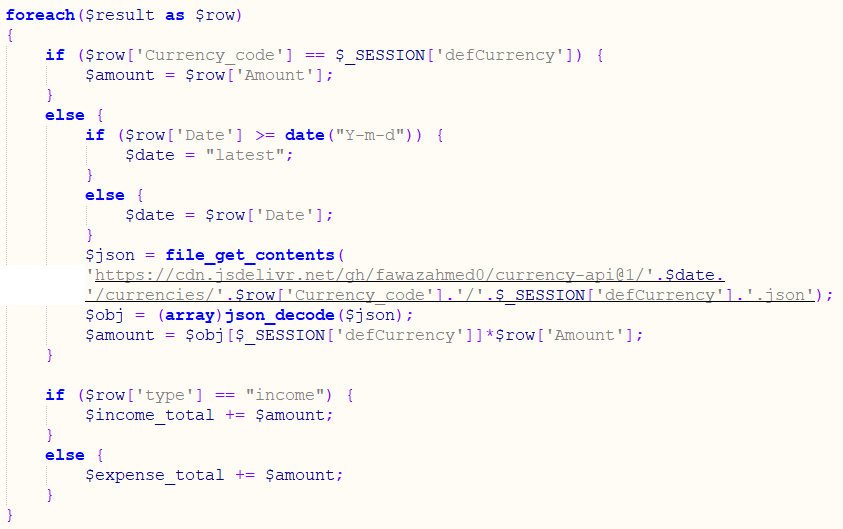 foreach($result as $row)
{
    if ($row['Currency_code'] == $_SESSION['defCurrency']) {
        $amount = $row['Amount'];
    }
    else {
        if ($row['Date'] >= date("Y-m-d")) {
            $date = "latest";
        }
        else {
            $date = $row['Date'];
        }
        $json = file_get_contents(
        'https://cdn.jsdelivr.net/gh/fawazahmed0/currency-api@1/'.$date.
        '/currencies/'.$row['Currency_code'].'/'.$_SESSION['defCurrency'].'.json');
        $obj = (array)json_decode($json);
        $amount = $obj[$_SESSION['defCurrency']]*$row['Amount'];
    }

    if ($row['type'] == "income") {
        $income_total += $amount;
    }
    else {
        $expense_total += $amount;
    }
}